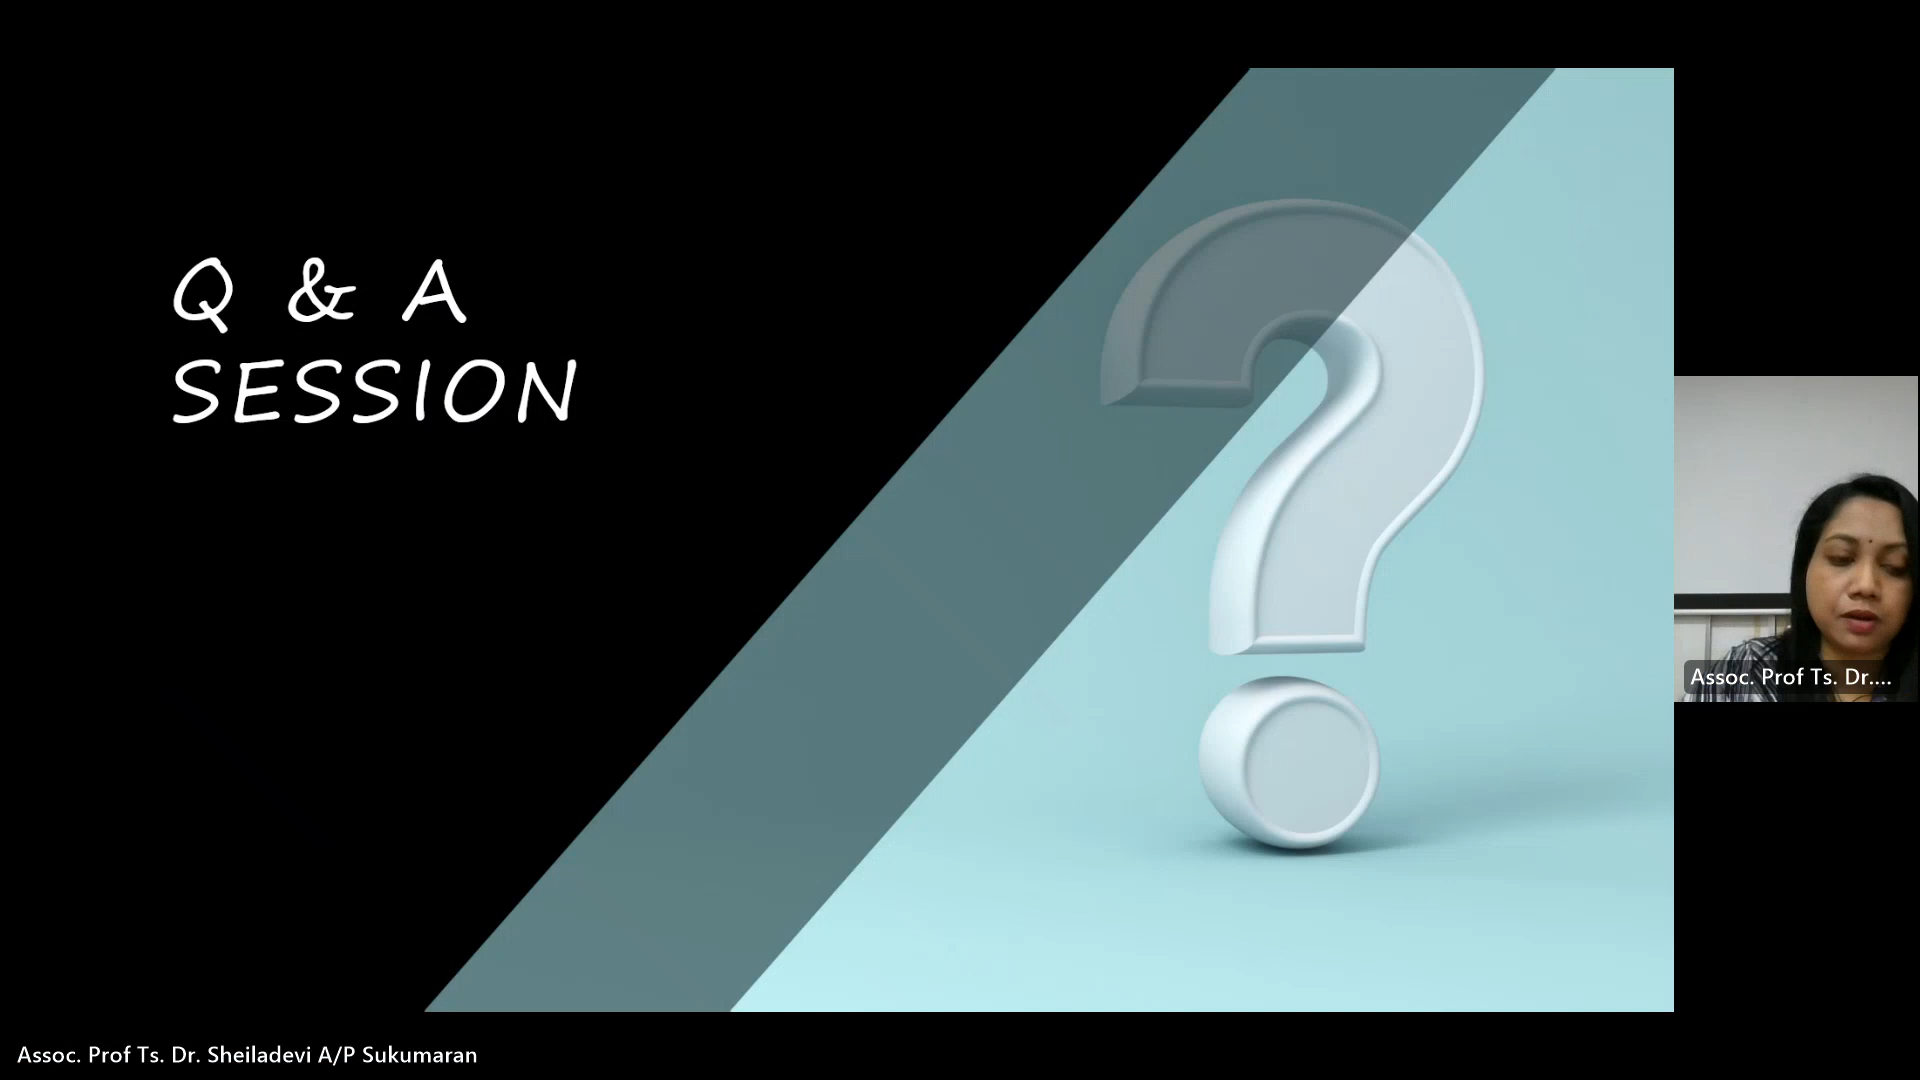 Q & A
SESSION
Assoc. Prof Ts. Dr....
Assoc. Prof Ts. Dr. Sheiladevi A/P Sukumaran